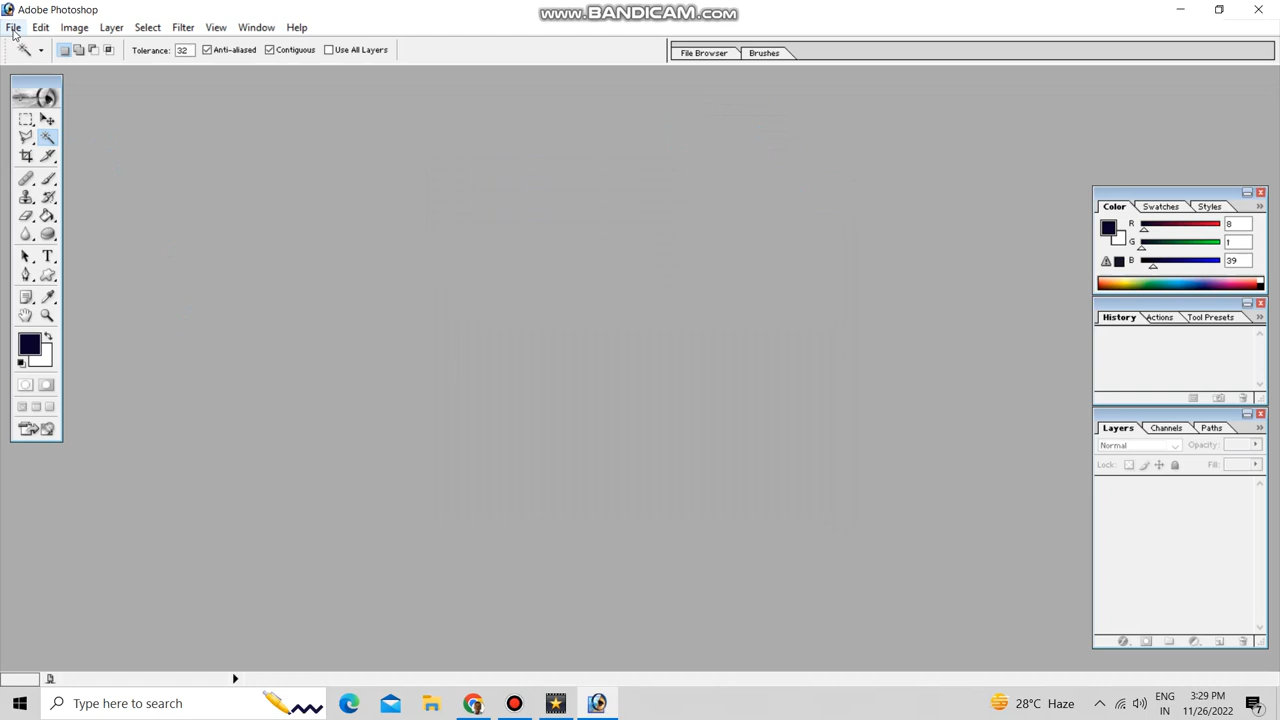 Adobe Photoshop
WWW.BANDICAM.COM
File Edit Image Layer Select Filter View Window Help
Tolerance: 32 Anti-aliased Contiguous Use All Layers
File Browser Brushes
Color Swatches Styles
R 8
G 1
B 39
History Actions Tool Presets
Layers Channels Paths
Normal Opacity:
Lock: Fill:
Type here to search
28°C Haze
ENG
IN
3:29 PM
11/26/2022
7